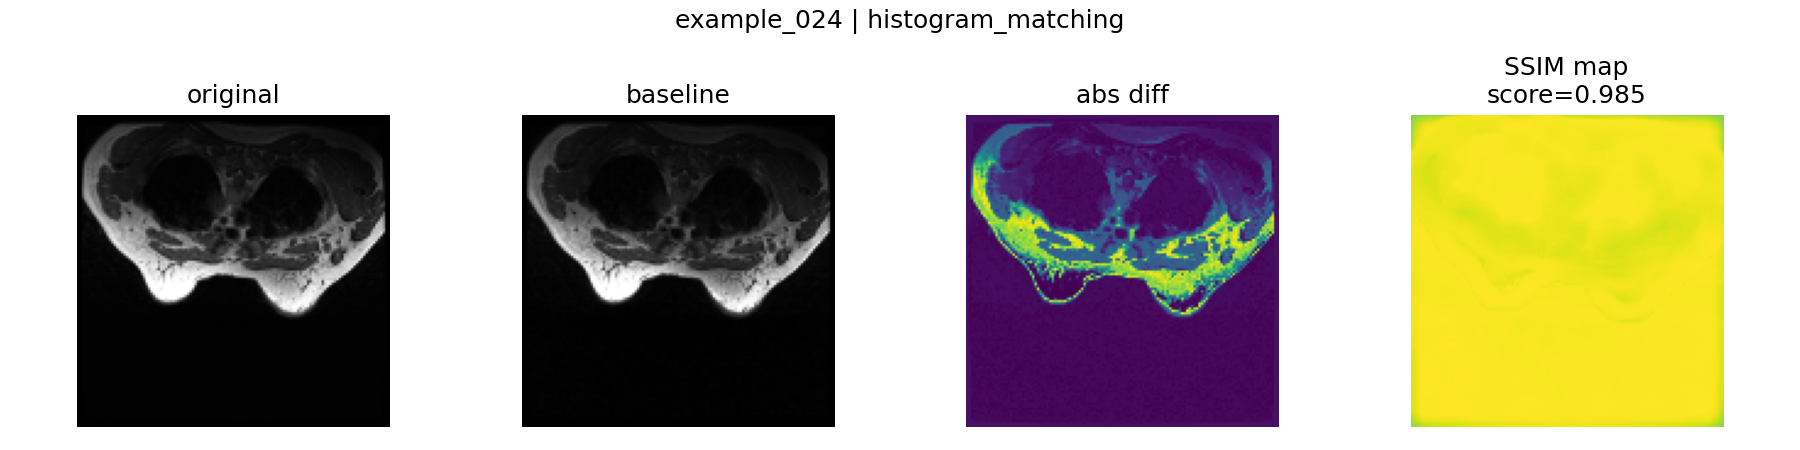 example_024 | histogram_matching
original
baseline
abs diff
SSIM map
score=0.985